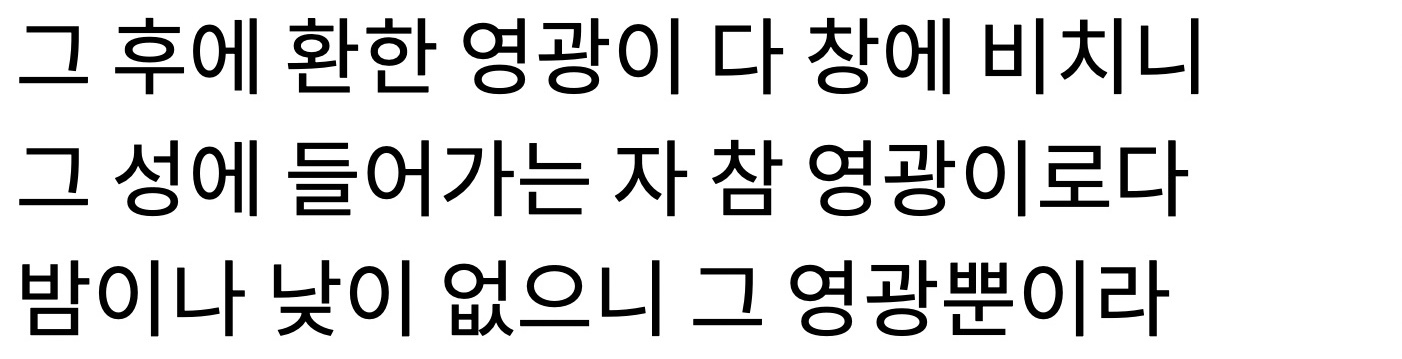 그 후에 환한 영광이 다 창에 비치니
그 성에 들어가는 자 참 영광이로다
밤이나 낮이 없으니 그 영광뿐이라